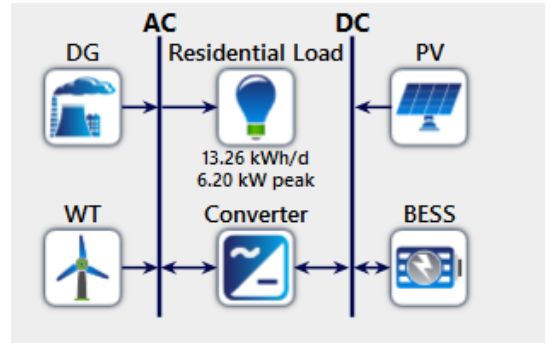 AC
DC
DG
Residential Load
PV
13.26 kWh/d
6.20 kW peak
WT
Converter
BESS